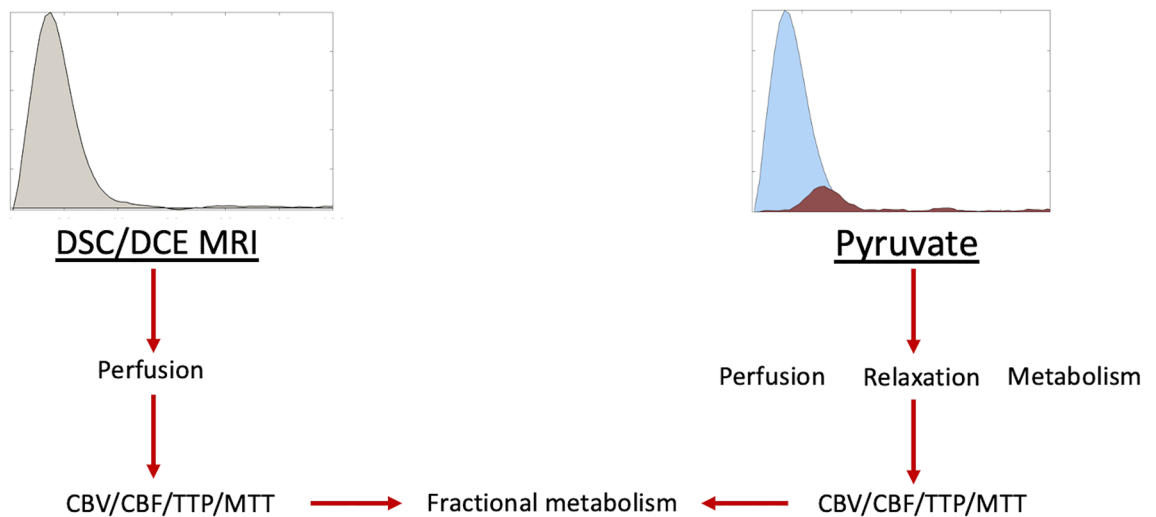 DSC/DCE MRI
Pyruvate
Perfusion
Perfusion Relaxation Metabolism
CBV/CBF/TTP/MTT
Fractional metabolism
CBV/CBF/TTP/MTT